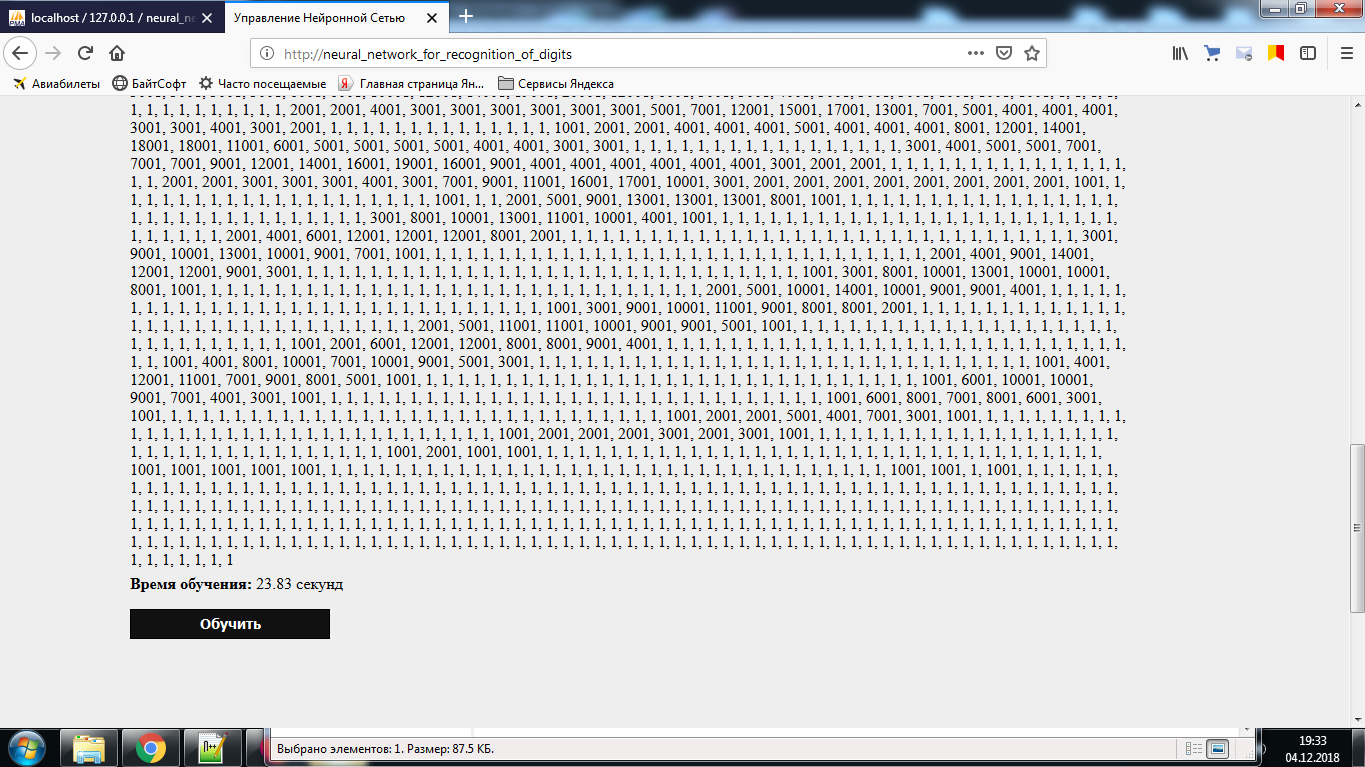 localhost / 127.0.0.1 / neural_ne
Управление Нейронной Сетью
http://neural_network_for_recognition_of_digits
Авиабилеты
БайтСофт
Часто посещаемые
Главная страница Ян...
Сервисы Яндекса
1, 1, 1, 1, 1, 1, 1, 1, 1, 1, 2001, 2001, 4001, 3001, 3001, 3001, 3001, 3001, 3001, 5001, 7001, 12001, 15001, 17001, 13001, 7001, 5001, 4001, 4001, 4001,
3001, 3001, 4001, 3001, 2001, 1, 1, 1, 1, 1, 1, 1, 1, 1, 1, 1, 1, 1, 1, 1001, 2001, 2001, 4001, 4001, 4001, 5001, 4001, 4001, 4001, 8001, 12001, 14001,
18001, 18001, 11001, 6001, 5001, 5001, 5001, 5001, 4001, 4001, 3001, 3001, 1, 1, 1, 1, 1, 1, 1, 1, 1, 1, 1, 1, 1, 1, 1, 1, 1, 3001, 4001, 5001, 5001, 7001,
7001, 7001, 9001, 12001, 14001, 16001, 19001, 16001, 9001, 4001, 4001, 4001, 4001, 4001, 4001, 3001, 2001, 2001, 1, 1, 1, 1, 1, 1, 1, 1, 1, 1, 1, 1, 1, 1, 1,
1, 1, 2001, 2001, 3001, 3001, 3001, 4001, 3001, 7001, 9001, 11001, 16001, 17001, 10001, 3001, 2001, 2001, 2001, 2001, 2001, 2001, 2001, 2001, 1001, 1,
1, 1, 1, 1, 1, 1, 1, 1, 1, 1, 1, 1, 1, 1, 1, 1, 1, 1, 1, 1001, 1, 1, 2001, 5001, 9001, 13001, 13001, 13001, 8001, 1001, 1, 1, 1, 1, 1, 1, 1, 1, 1, 1, 1, 1, 1, 1, 1, 1, 1,
1, 1, 1, 1, 1, 1, 1, 1, 1, 1, 1, 1, 1, 1, 1, 3001, 8001, 10001, 13001, 11001, 10001, 4001, 1001, 1, 1, 1, 1, 1, 1, 1, 1, 1, 1, 1, 1, 1, 1, 1, 1, 1, 1, 1, 1, 1, 1, 1, 1, 1,
1, 1, 1, 1, 1, 1, 2001, 4001, 6001, 12001, 12001, 12001, 8001, 2001, 1, 1, 1, 1, 1, 1, 1, 1, 1, 1, 1, 1, 1, 1, 1, 1, 1, 1, 1, 1, 1, 1, 1, 1, 1, 1, 1, 1, 1, 1, 1, 1, 3001,
9001, 10001, 13001, 10001, 9001, 7001, 1001, 1, 1, 1, 1, 1, 1, 1, 1, 1, 1, 1, 1, 1, 1, 1, 1, 1, 1, 1, 1, 1, 1, 1, 1, 1, 1, 1, 1, 1, 1, 1, 2001, 4001, 9001, 14001,
12001, 12001, 9001, 3001, 1, 1, 1, 1, 1, 1, 1, 1, 1, 1, 1, 1, 1, 1, 1, 1, 1, 1, 1, 1, 1, 1, 1, 1, 1, 1, 1, 1, 1, 1, 1, 1001, 3001, 8001, 10001, 13001, 10001, 10001,
8001, 1001, 1, 1, 1, 1, 1, 1, 1, 1, 1, 1, 1, 1, 1, 1, 1, 1, 1, 1, 1, 1, 1, 1, 1, 1, 1, 1, 1, 1, 1, 1, 1, 2001, 5001, 10001, 14001, 10001, 9001, 9001, 4001, 1, 1, 1, 1, 1,
1, 1, 1, 1, 1, 1, 1, 1, 1, 1, 1, 1, 1, 1, 1, 1, 1, 1, 1, 1, 1, 1, 1, 1, 1, 1, 1001, 3001, 9001, 10001, 11001, 9001, 8001, 8001, 2001, 1, 1, 1, 1, 1, 1, 1, 1, 1, 1, 1, 1, 1,
1, 1, 1, 1, 1, 1, 1, 1, 1, 1, 1, 1, 1, 1, 1, 1, 1, 1, 2001, 5001, 11001, 11001, 10001, 9001, 9001, 5001, 1001, 1, 1, 1, 1, 1, 1, 1, 1, 1, 1, 1, 1, 1, 1, 1, 1, 1, 1, 1, 1,
1, 1, 1, 1, 1, 1, 1, 1, 1, 1, 1001, 2001, 6001, 12001, 12001, 8001, 8001, 9001, 4001, 1, 1, 1, 1, 1, 1, 1, 1, 1, 1, 1, 1, 1, 1, 1, 1, 1, 1, 1, 1, 1, 1, 1, 1, 1, 1, 1, 1, 1,
1, 1, 1001, 4001, 8001, 10001, 7001, 10001, 9001, 5001, 3001, 1, 1, 1, 1, 1, 1, 1, 1, 1, 1, 1, 1, 1, 1, 1, 1, 1, 1, 1, 1, 1, 1, 1, 1, 1, 1, 1, 1, 1, 1, 1, 1001, 4001,
12001, 11001, 7001, 9001, 8001, 5001, 1001, 1, 1, 1, 1, 1, 1, 1, 1, 1, 1, 1, 1, 1, 1, 1, 1, 1, 1, 1, 1, 1, 1, 1, 1, 1, 1, 1, 1, 1, 1, 1, 1001, 6001, 10001, 10001,
9001, 7001, 4001, 3001, 1001, 1, 1, 1, 1, 1, 1, 1, 1, 1, 1, 1, 1, 1, 1, 1, 1, 1, 1, 1, 1, 1, 1, 1, 1, 1, 1, 1, 1, 1, 1, 1, 1001, 6001, 8001, 7001, 8001, 6001, 3001,
1001, 1, 1, 1, 1, 1, 1, 1, 1, 1, 1, 1, 1, 1, 1, 1, 1, 1, 1, 1, 1, 1, 1, 1, 1, 1, 1, 1, 1, 1, 1, 1, 1001, 2001, 2001, 5001, 4001, 7001, 3001, 1001, 1, 1, 1, 1, 1, 1, 1, 1, 1,
1, 1, 1, 1, 1, 1, 1, 1, 1, 1, 1, 1, 1, 1, 1, 1, 1, 1, 1, 1, 1, 1, 1, 1001, 2001, 2001, 2001, 3001, 2001, 3001, 1001, 1, 1, 1, 1, 1, 1, 1, 1, 1, 1, 1, 1, 1, 1, 1, 1, 1, 1, 1,
1, 1, 1, 1, 1, 1, 1, 1, 1, 1, 1, 1, 1, 1, 1, 1, 1001, 2001, 1001, 1001, 1, 1, 1, 1, 1, 1, 1, 1, 1, 1, 1, 1, 1, 1, 1, 1, 1, 1, 1, 1, 1, 1, 1, 1, 1, 1, 1, 1, 1, 1, 1, 1, 1, 1, 1,
1001, 1001, 1001, 1001, 1001, 1, 1, 1, 1, 1, 1, 1, 1, 1, 1, 1, 1, 1, 1, 1, 1, 1, 1, 1, 1, 1, 1, 1, 1, 1, 1, 1, 1, 1, 1, 1, 1, 1, 1, 1, 1001, 1001, 1, 1001, 1, 1, 1, 1, 1, 1,
1, 1, 1, 1, 1, 1, 1, 1, 1, 1, 1, 1, 1, 1, 1, 1, 1, 1, 1, 1, 1, 1, 1, 1, 1, 1, 1, 1, 1, 1, 1, 1, 1, 1, 1, 1, 1, 1, 1, 1, 1, 1, 1, 1, 1, 1, 1, 1, 1, 1, 1, 1, 1, 1, 1, 1, 1, 1, 1, 1, 1, 1,
1, 1, 1, 1, 1, 1, 1, 1, 1, 1, 1, 1, 1, 1, 1, 1, 1, 1, 1, 1, 1, 1, 1, 1, 1, 1, 1, 1, 1, 1, 1, 1, 1, 1, 1, 1, 1, 1, 1, 1, 1, 1, 1, 1, 1, 1, 1, 1, 1, 1, 1, 1, 1, 1, 1, 1, 1, 1, 1, 1, 1, 1,
1, 1, 1, 1, 1, 1, 1, 1, 1, 1, 1, 1, 1, 1, 1, 1, 1, 1, 1, 1, 1, 1, 1, 1, 1, 1, 1, 1, 1, 1, 1, 1, 1, 1, 1, 1, 1, 1, 1, 1, 1, 1, 1, 1, 1, 1, 1, 1, 1, 1, 1, 1, 1, 1, 1, 1, 1, 1, 1, 1, 1, 1,
1, 1, 1, 1, 1, 1, 1, 1, 1, 1, 1, 1, 1, 1, 1, 1, 1, 1, 1, 1, 1, 1, 1, 1, 1, 1, 1, 1, 1, 1, 1, 1, 1, 1, 1, 1, 1, 1, 1, 1, 1, 1, 1, 1, 1, 1, 1, 1, 1, 1, 1, 1, 1, 1, 1, 1, 1, 1, 1, 1, 1, 1,
1, 1, 1, 1, 1, 1, 1
Время обучения: 23.83 секунд
Обучить
Выбрано элементов: 1. Размер: 87.5 КБ.
19:33
04.12.2018